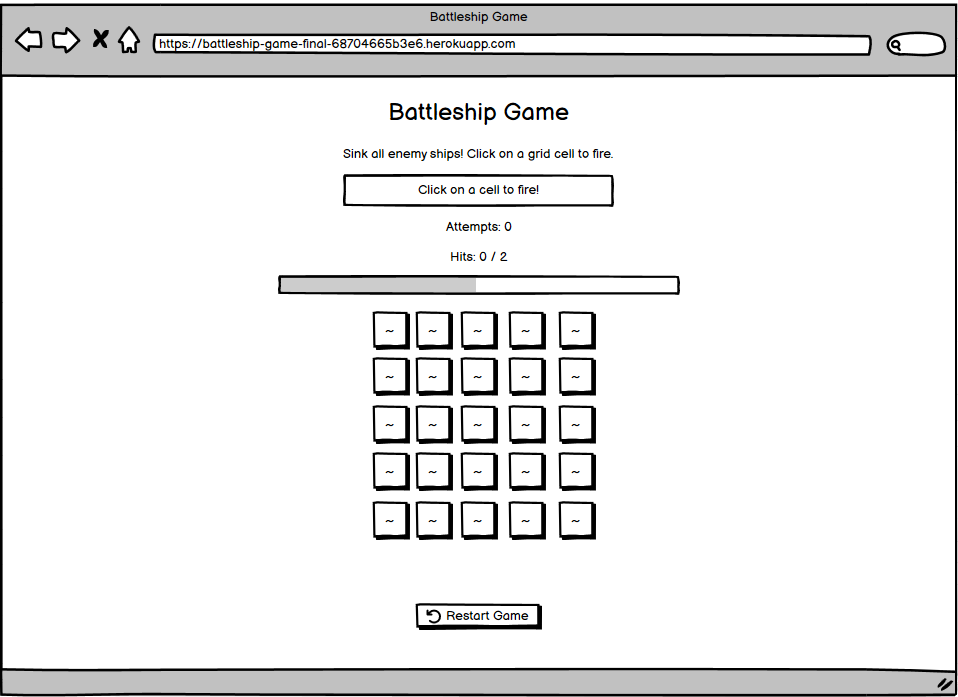 Battleship Game
https://battleship-game-final-68704665b3e6.herokuapp.com
Battleship Game
Sink all enemy ships! Click on a grid cell to fire.
Click on a cell to fire!
Attempts: 0
Hits: 0 / 2
~ ~ ~ ~ ~
~ ~ ~ ~ ~
~ ~ ~ ~ ~
~ ~ ~ ~ ~
~ ~ ~ ~ ~
Restart Game